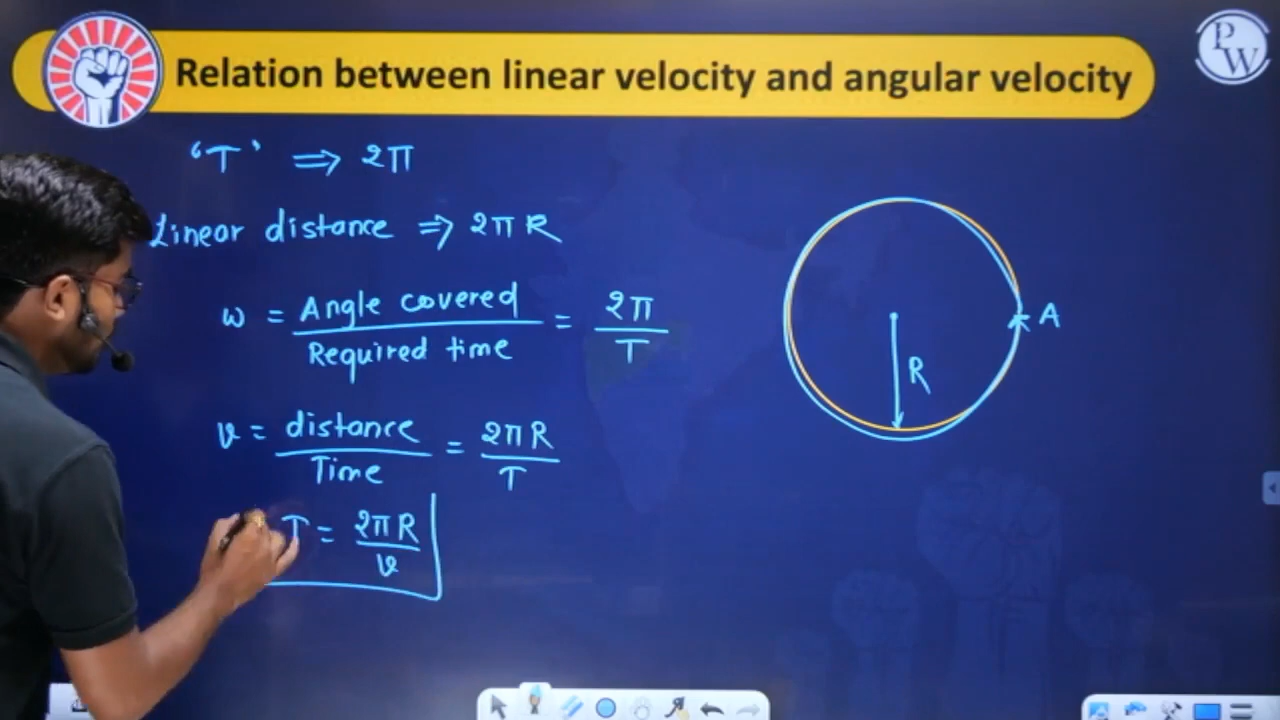 Relation between linear velocity and angular velocity
PW
'T' ⇒ 2π
Linear distance ⇒ 2πR
ω = Angle covered / Required time = 2π / T
v = distance / Time = 2πR / T
T = 2πR / v
A
R